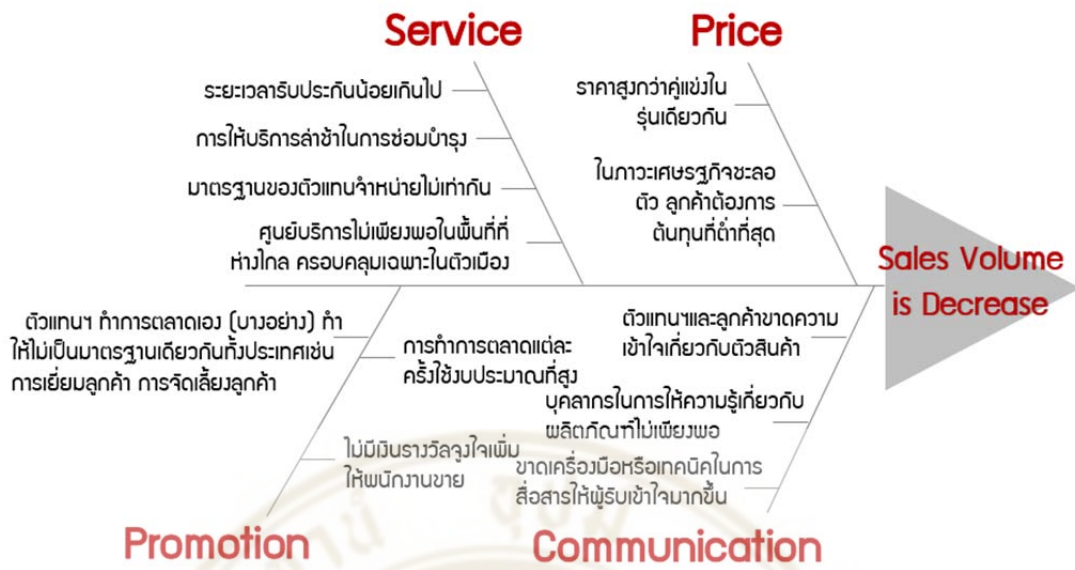 Service
ระยะเวลารับประกันน้อยเกินไป
การให้บริการล่าช้าในการซ่อมบำรุง
มาตรฐานของตัวแทนจำหน่ายไม่เท่ากัน
ศูนย์บริการไม่เพียงพอในพื้นที่ที่
ห่างไกล ครอบคลุมเฉพาะในตัวเมือง
Price
ราคาสูงกว่าคู่แข่งใน
รุ่นเดียวกัน
ในภาวะเศรษฐกิจชะลอ
ตัว ลูกค้าต้องการ
ต้นทุนที่ต่ำที่สุด
Sales Volume
is Decrease
ตัวแทนฯ ทำการตลาดเอง (บางอย่าง) ทำ
ให้ไม่เป็นมาตรฐานเดียวกันทั้งประเทศเช่น
การเยี่ยมลูกค้า การจัดเลี้ยงลูกค้า
การทำการตลาดแต่ละ
ครั้งใช้งบประมาณที่สูง
ไม่มีเงินรางวัลจูงใจเพิ่ม
ให้พนักงานขาย
Promotion
ตัวแทนฯและลูกค้าขาดความ
เข้าใจเกี่ยวกับตัวสินค้า
บุคลากรในการให้ความรู้เกี่ยวกับ
ผลิตภัณฑ์ไม่เพียงพอ
ขาดเครื่องมือหรือเทคนิคในการ
สื่อสารให้ผู้รับเข้าใจมากขึ้น
Communication